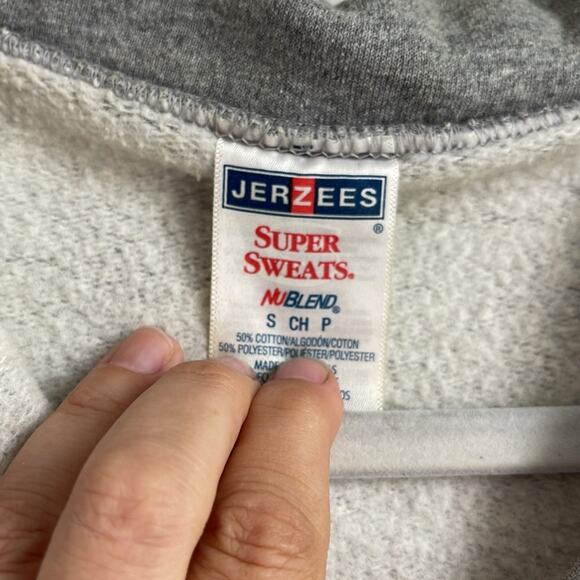 JERZEES
®
SUPER
SWEATS®
NUBLEND®
S CH P
50% COTTON/ALGODÓN/COTON
50% POLYESTER/POLIÉSTER/POLYESTER